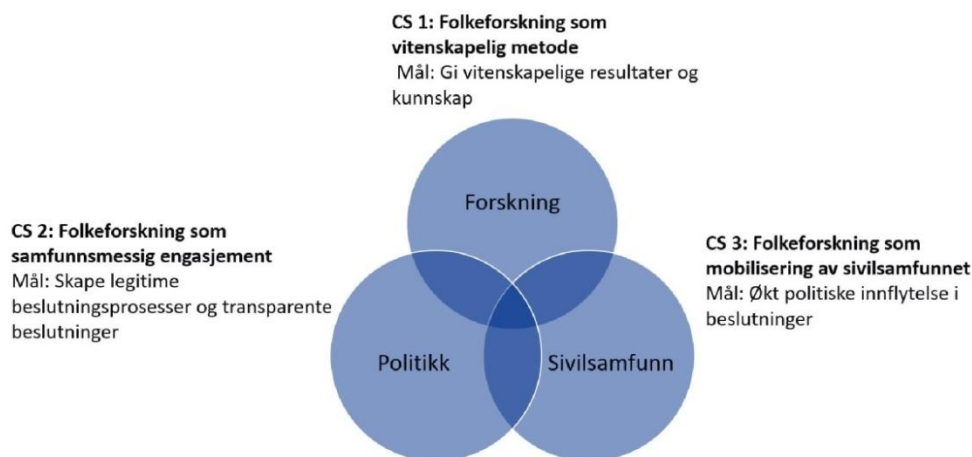 CS 1: Folkeforskning som
vitenskapelig metode
Mål: Gi vitenskapelige resultater og
kunnskap
Forskning
CS 2: Folkeforskning som
samfunnsmessig engasjement
Mål: Skape legitime
beslutningsprosesser og transparente
beslutninger
CS 3: Folkeforskning som
mobilisering av sivilsamfunnet
Mål: Økt politiske innflytelse i
beslutninger
Politikk
Sivilsamfunn